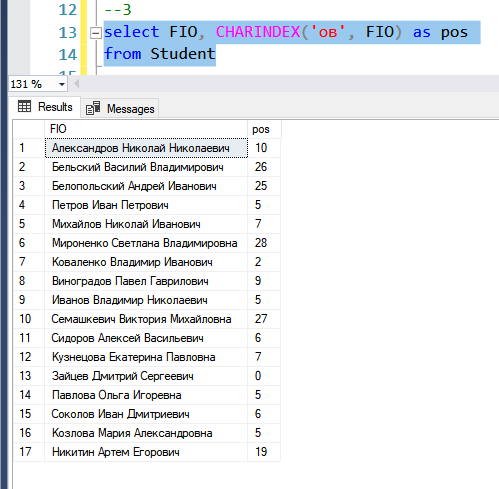 12
--3
13 select FIO, CHARINDEX('ов', FIO) as pos
14 from Student
131 %
Results Messages
FIO pos
1 Александров Николай Николаевич 10
2 Бельский Василий Владимирович 26
3 Белопольский Андрей Иванович 25
4 Петров Иван Петрович 5
5 Михайлов Николай Иванович 7
6 Мироненко Светлана Владимировна 28
7 Коваленко Владимир Иванович 2
8 Виноградов Павел Гаврилович 9
9 Иванов Владимир Николаевич 5
10 Семашкевич Виктория Михайловна 27
11 Сидоров Алексей Васильевич 6
12 Кузнецова Екатерина Павловна 7
13 Зайцев Дмитрий Сергеевич 0
14 Павлова Ольга Игоревна 5
15 Соколов Иван Дмитриевич 6
16 Козлова Мария Александровна 5
17 Никитин Артем Егорович 19